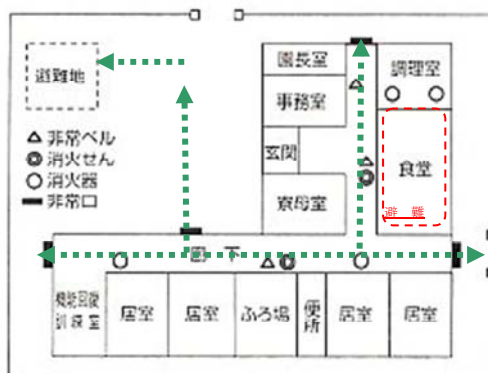 避難地
園長室
調理室
事務室
△ 非常ベル
◎ 消火せん
○ 消火器
非常口
玄関
食堂
寮母室
避 難
廊 下
機能回復
訓練室
居室
居室
ふろ場
便所
居室
居室